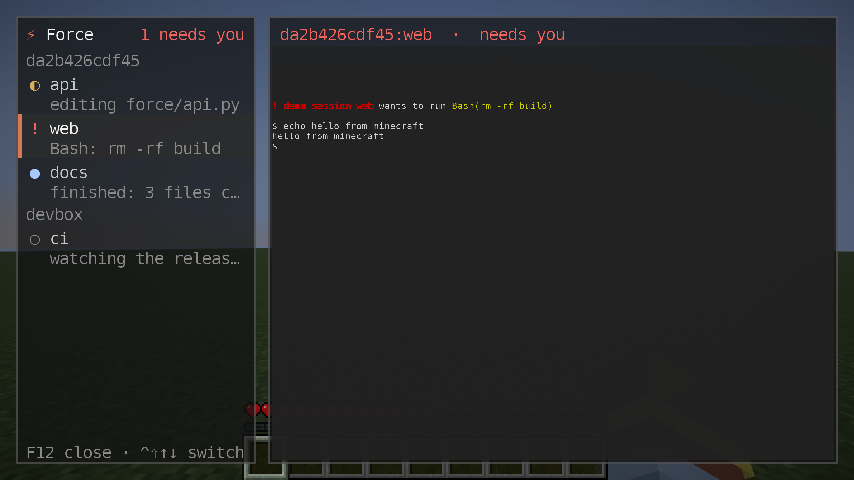 ⚡ Force 1 needs you
da2b426cdf45
◐ api
editing force/api.py
! web
Bash: rm -rf build
● docs
finished: 3 files c…
devbox
○ ci
watching the releas…
F12 close · ^⇧↑↓ switch
da2b426cdf45:web · needs you
! demo session web wants to run Bash(rm -rf build)
$ echo hello from minecraft
hello from minecraft
$